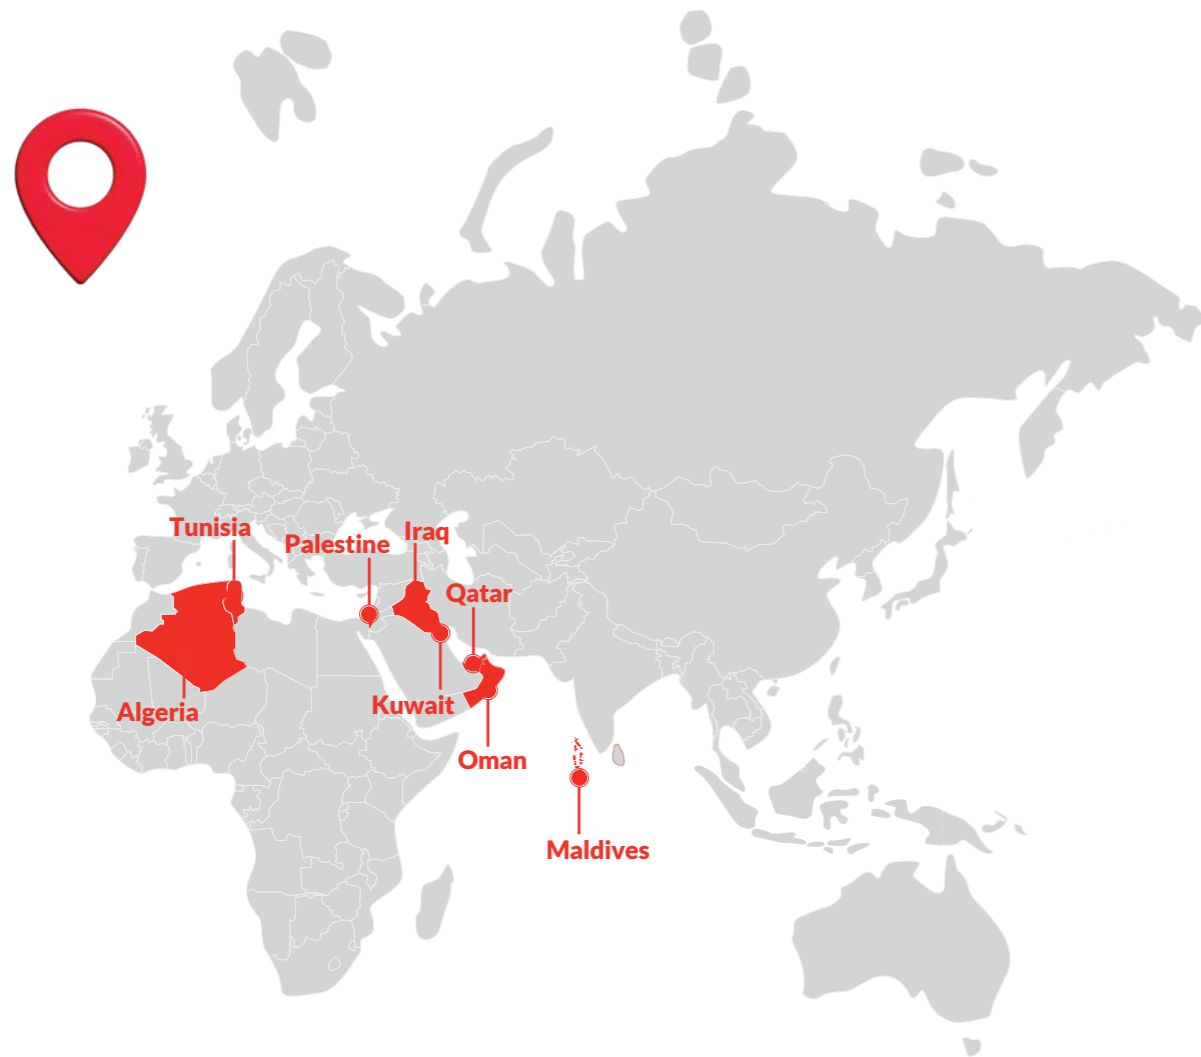 Tunisia
Palestine
Iraq
Qatar
Kuwait
Algeria
Oman
Maldives